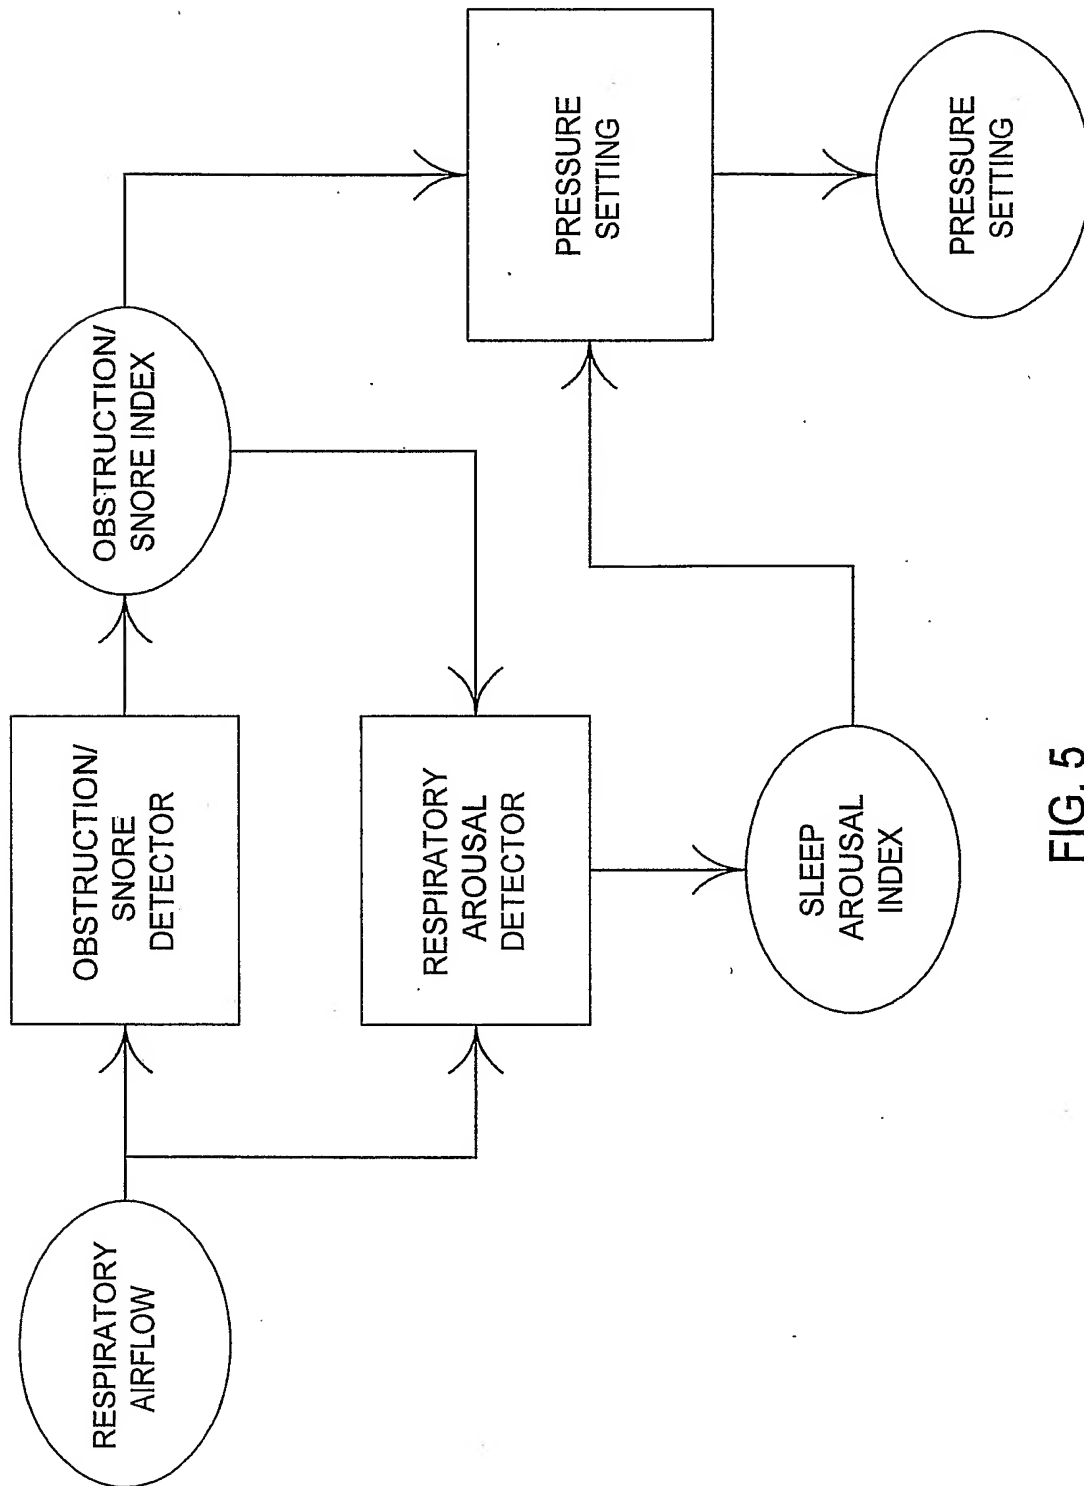 RESPIRATORY
AIRFLOW
OBSTRUCTION/
SNORE
DETECTOR
OBSTRUCTION/
SNORE INDEX
RESPIRATORY
AROUSAL
DETECTOR
SLEEP
AROUSAL
INDEX
PRESSURE
SETTING
PRESSURE
SETTING
FIG. 5